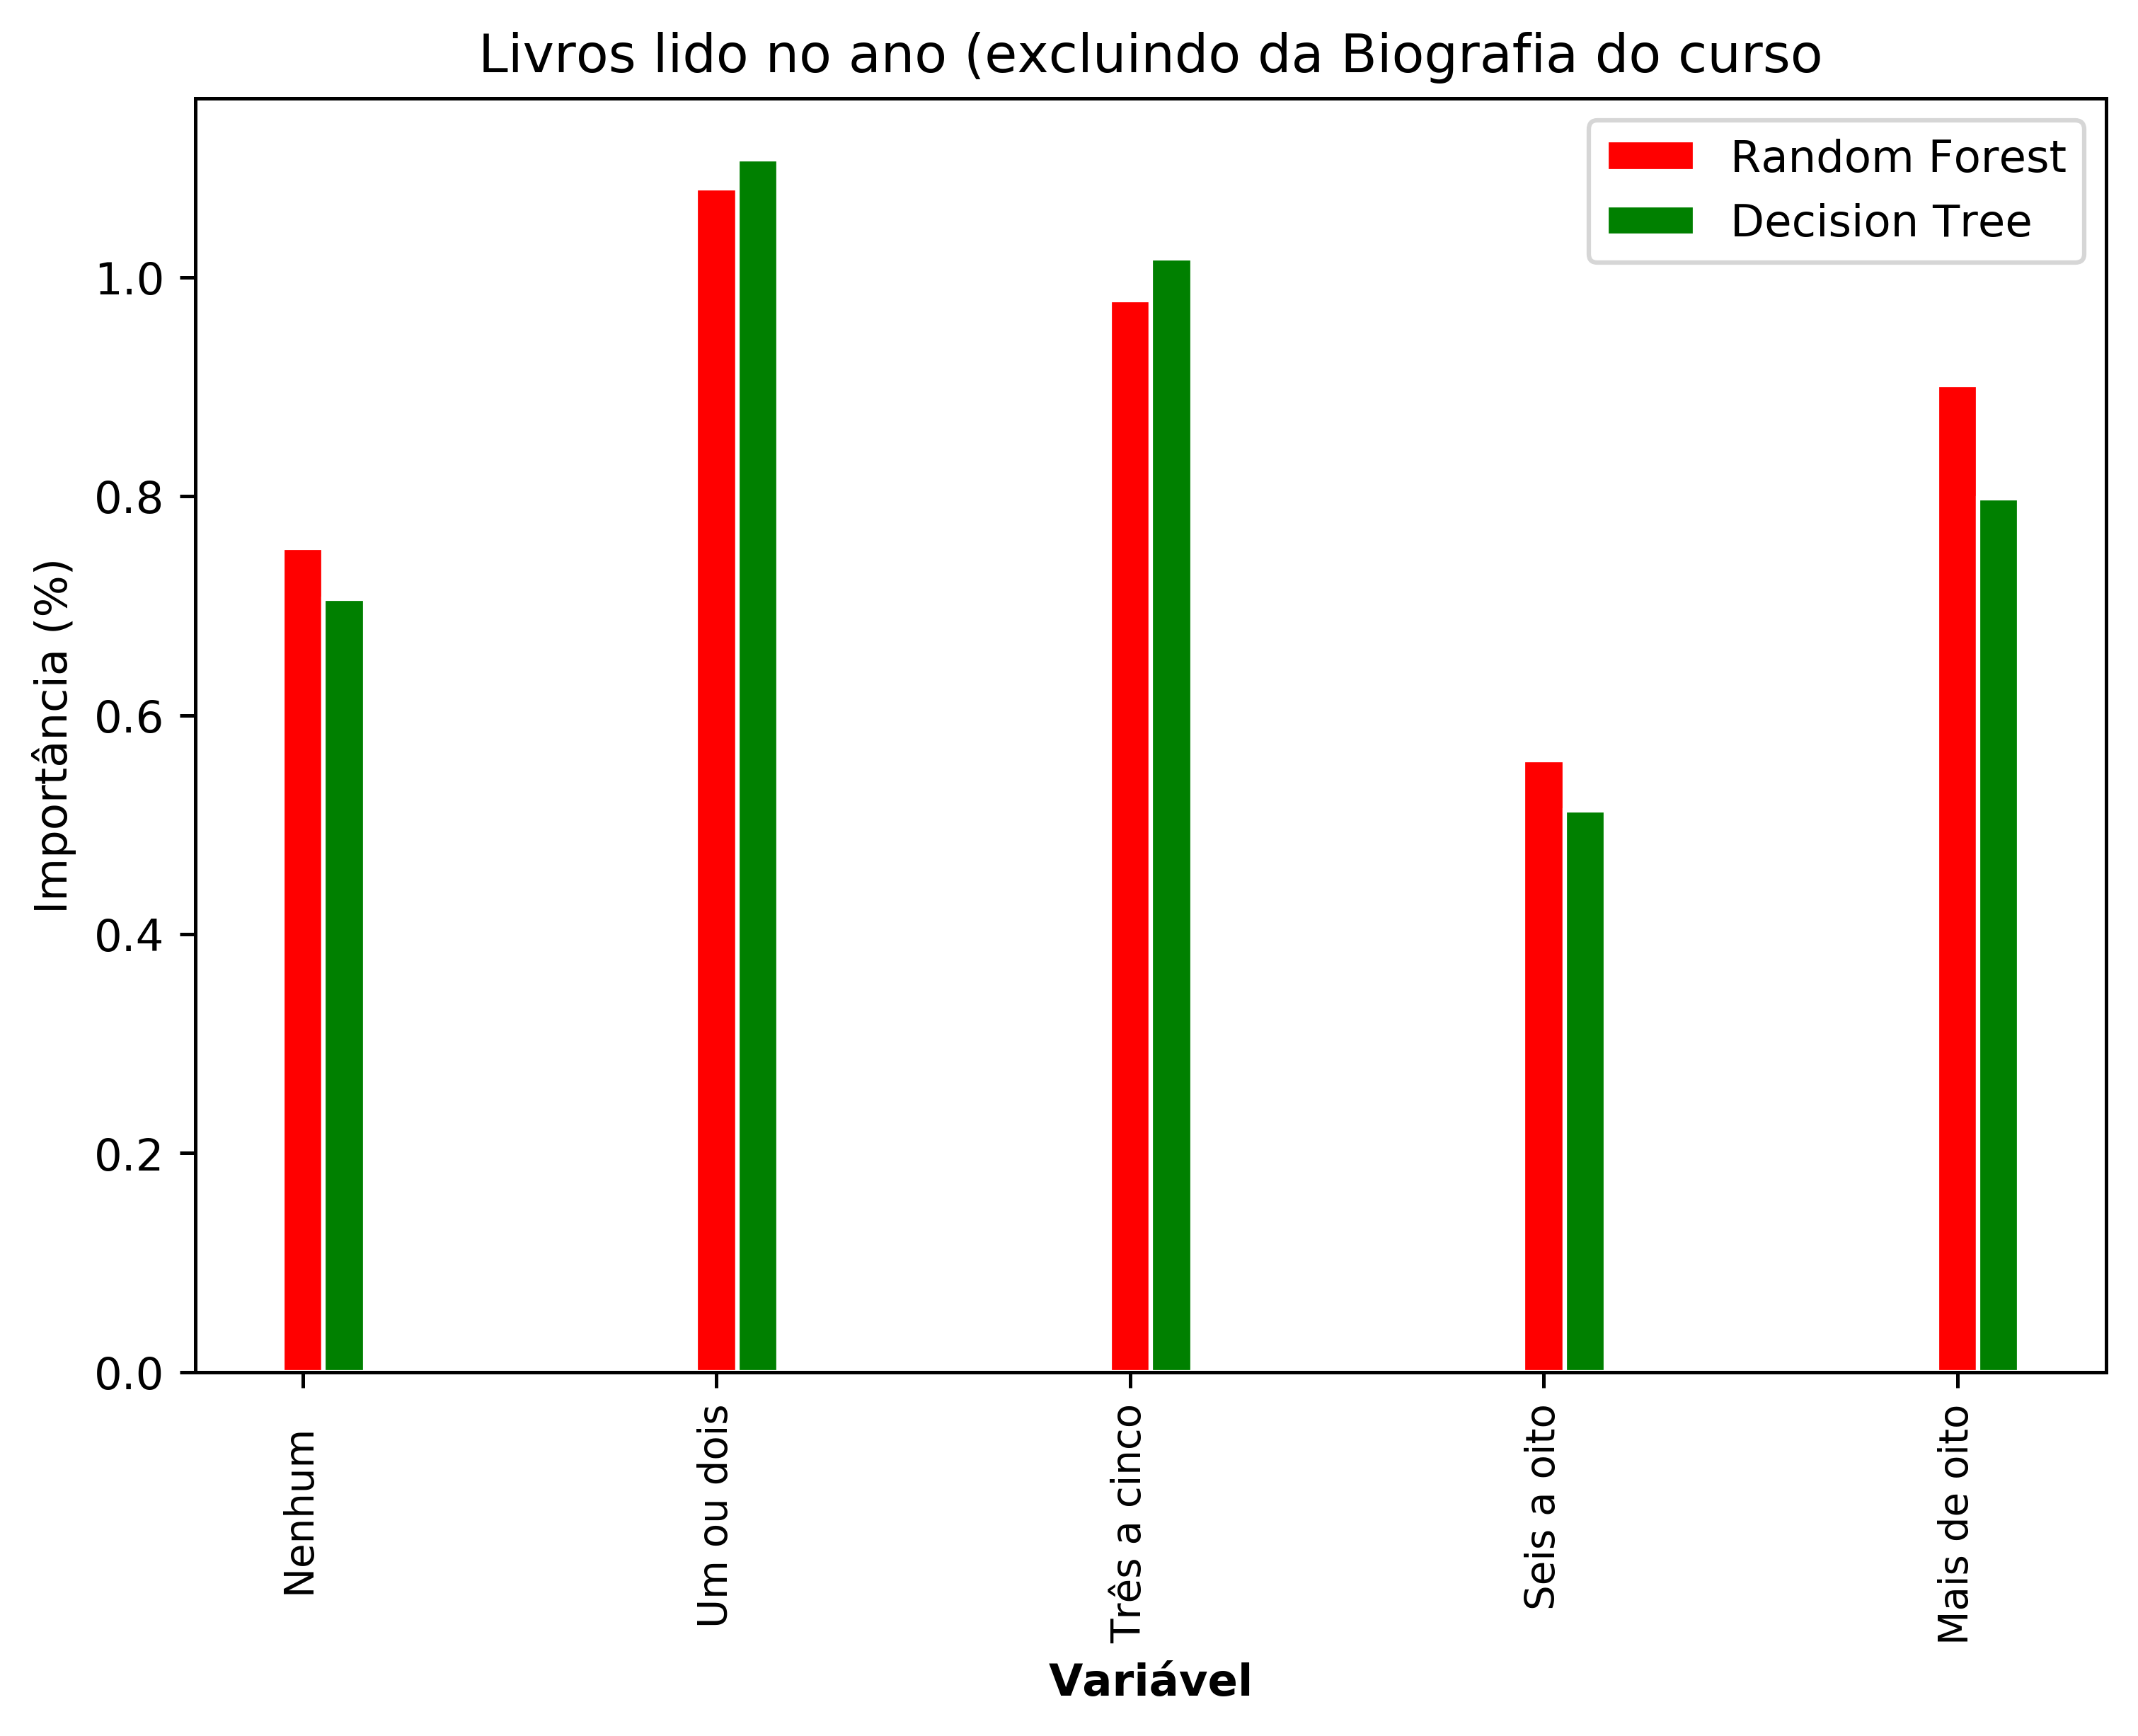 Livros lido no ano (excluindo da Biografia do curso
Random Forest
Decision Tree
Importância (%)
1.0
0.8
0.6
0.4
0.2
0.0
Nenhum
Um ou dois
Três a cinco
Seis a oito
Mais de oito
Variável